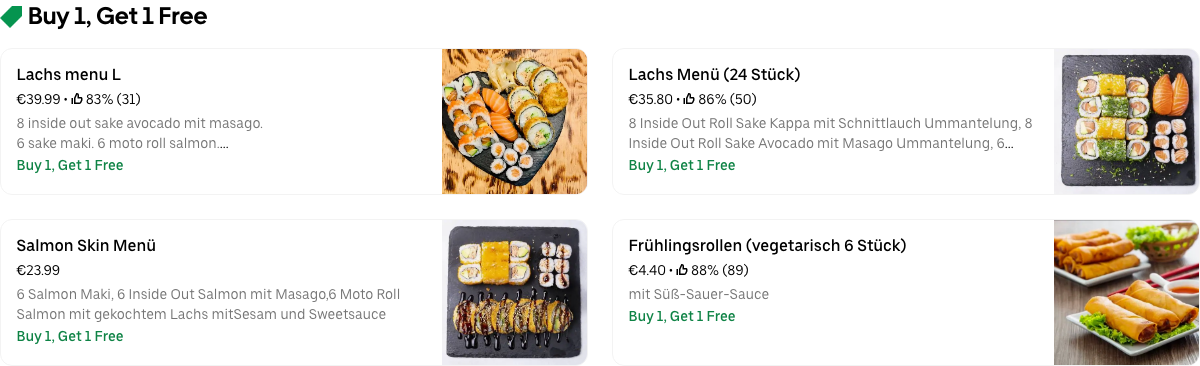 Buy 1, Get 1 Free
Lachs menu L
€39.99 • 83% (31)
8 inside out sake avocado mit masago.
6 sake maki. 6 moto roll salmon....
Buy 1, Get 1 Free
Lachs Menü (24 Stück)
€35.80 • 86% (50)
8 Inside Out Roll Sake Kappa mit Schnittlauch Ummantelung, 8
Inside Out Roll Sake Avocado mit Masago Ummantelung, 6...
Buy 1, Get 1 Free
Salmon Skin Menü
€23.99
6 Salmon Maki, 6 Inside Out Salmon mit Masago,6 Moto Roll
Salmon mit gekochtem Lachs mitSesam und Sweetsauce
Buy 1, Get 1 Free
Frühlingsrollen (vegetarisch 6 Stück)
€4.40 • 88% (89)
mit Süß-Sauer-Sauce
Buy 1, Get 1 Free